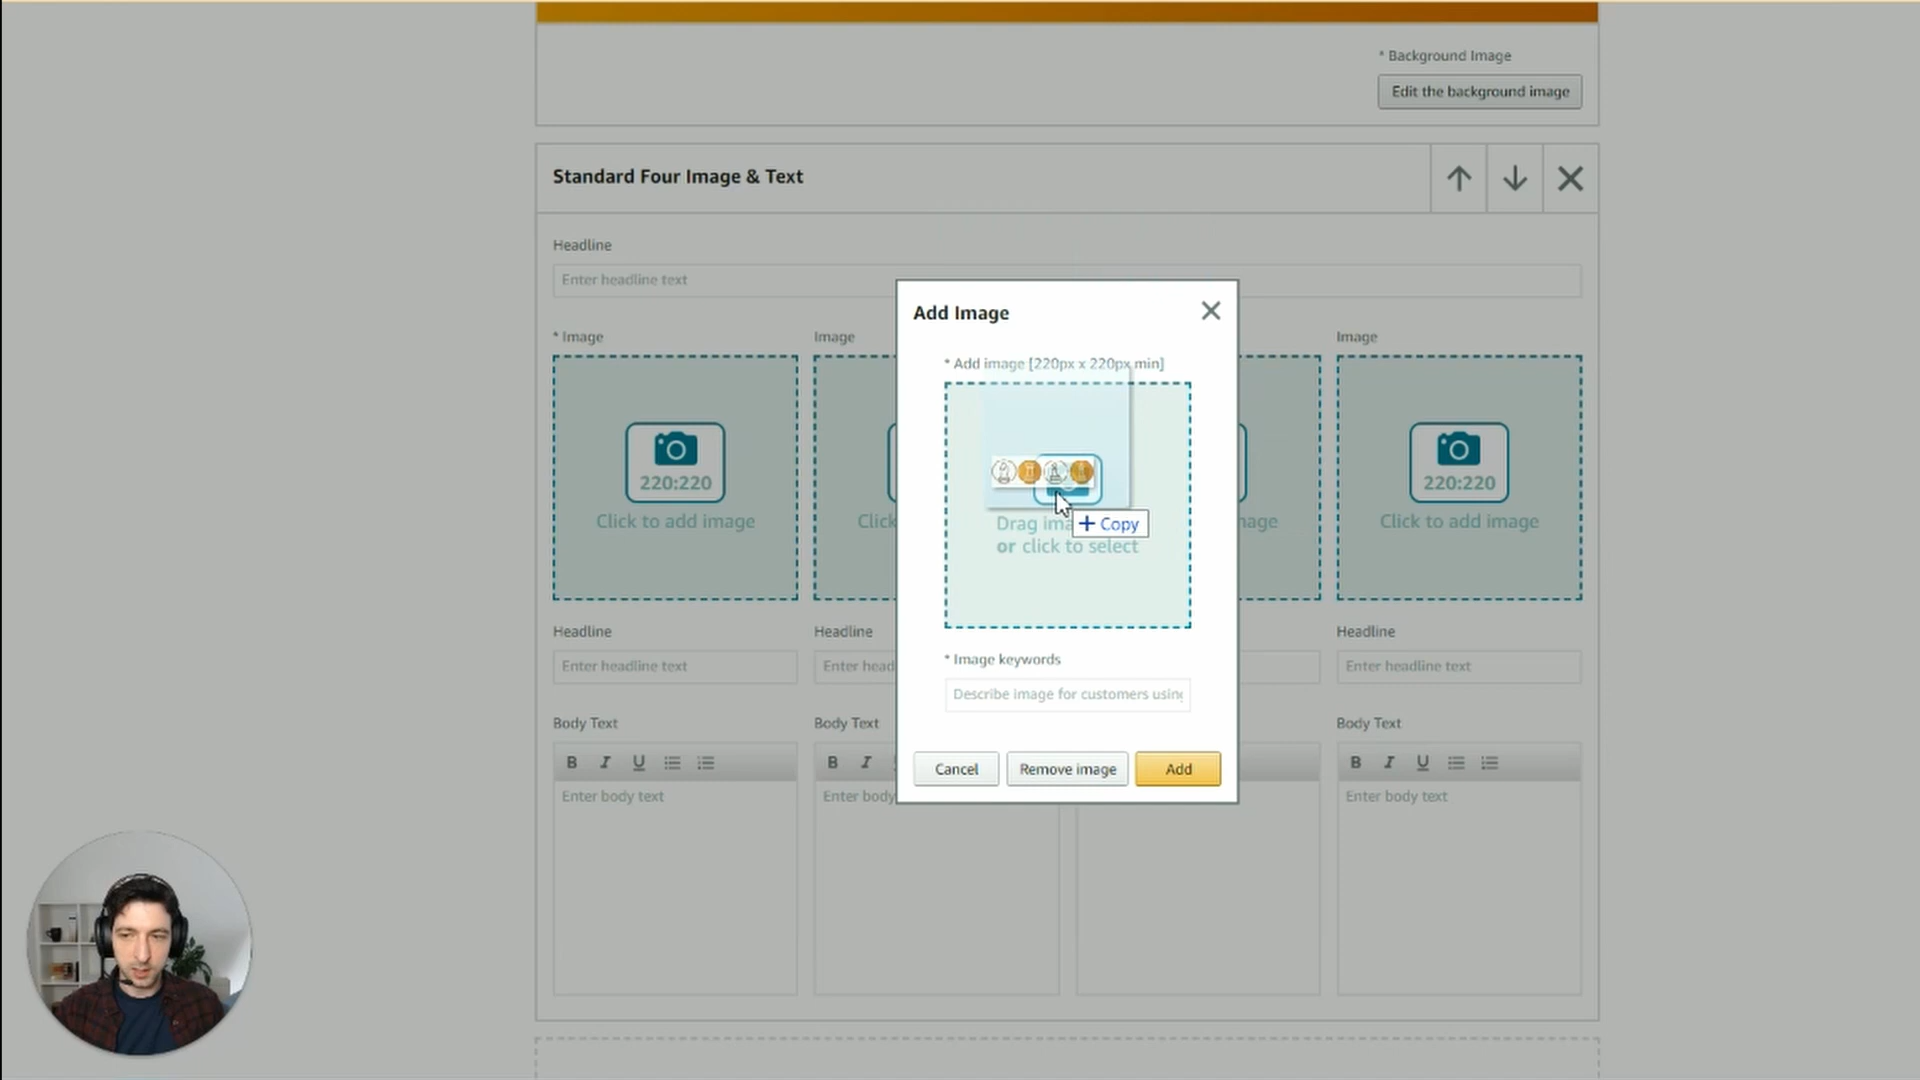 * Background Image
Edit the background image
Standard Four Image & Text
Headline
Enter headline text
* Image
Image
Image
220:220
Click to add image
Click
nage
220:220
Click to add image
Add Image
* Add image [220px x 220px min]
Drag ima
+ Copy
or click to select
* Image keywords
Describe image for customers using
Cancel
Remove image
Add
Headline
Headline
Headline
Enter headline text
Enter head
Enter headline text
Body Text
Body Text
Body Text
B I U
B I
B I U
Enter body text
Enter body
Enter body text